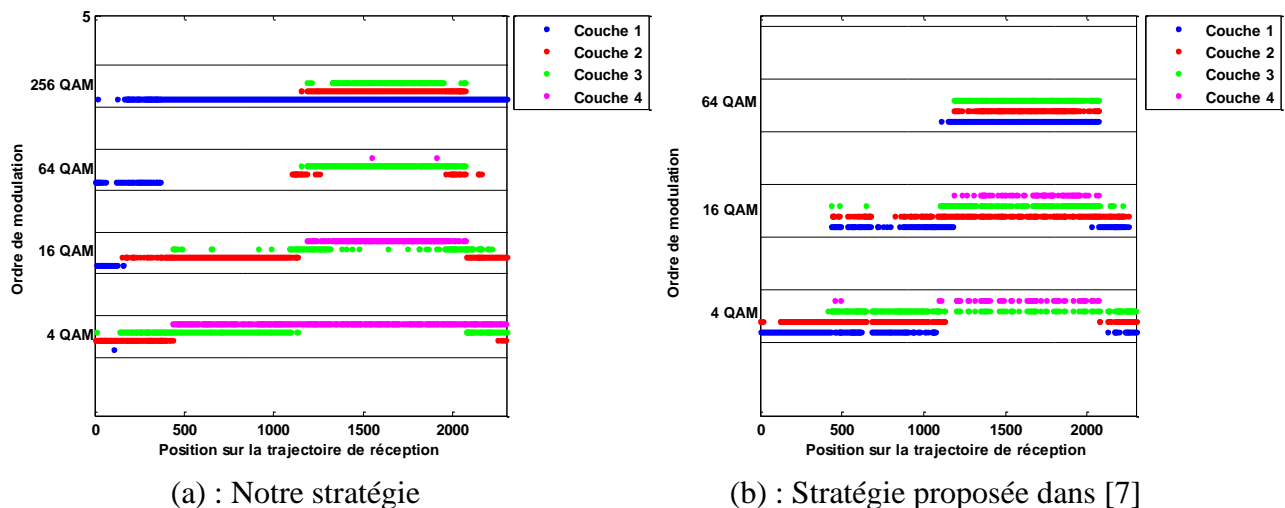 5
256 QAM
64 QAM
16 QAM
4 QAM
Ordre de modulation
0 500 1000 1500 2000
Position sur la trajectoire de réception
Couche 1
Couche 2
Couche 3
Couche 4
(a) : Notre stratégie
64 QAM
16 QAM
4 QAM
Ordre de modulation
0 500 1000 1500 2000
Position sur la trajectoire de réception
Couche 1
Couche 2
Couche 3
Couche 4
(b) : Stratégie proposée dans [7]